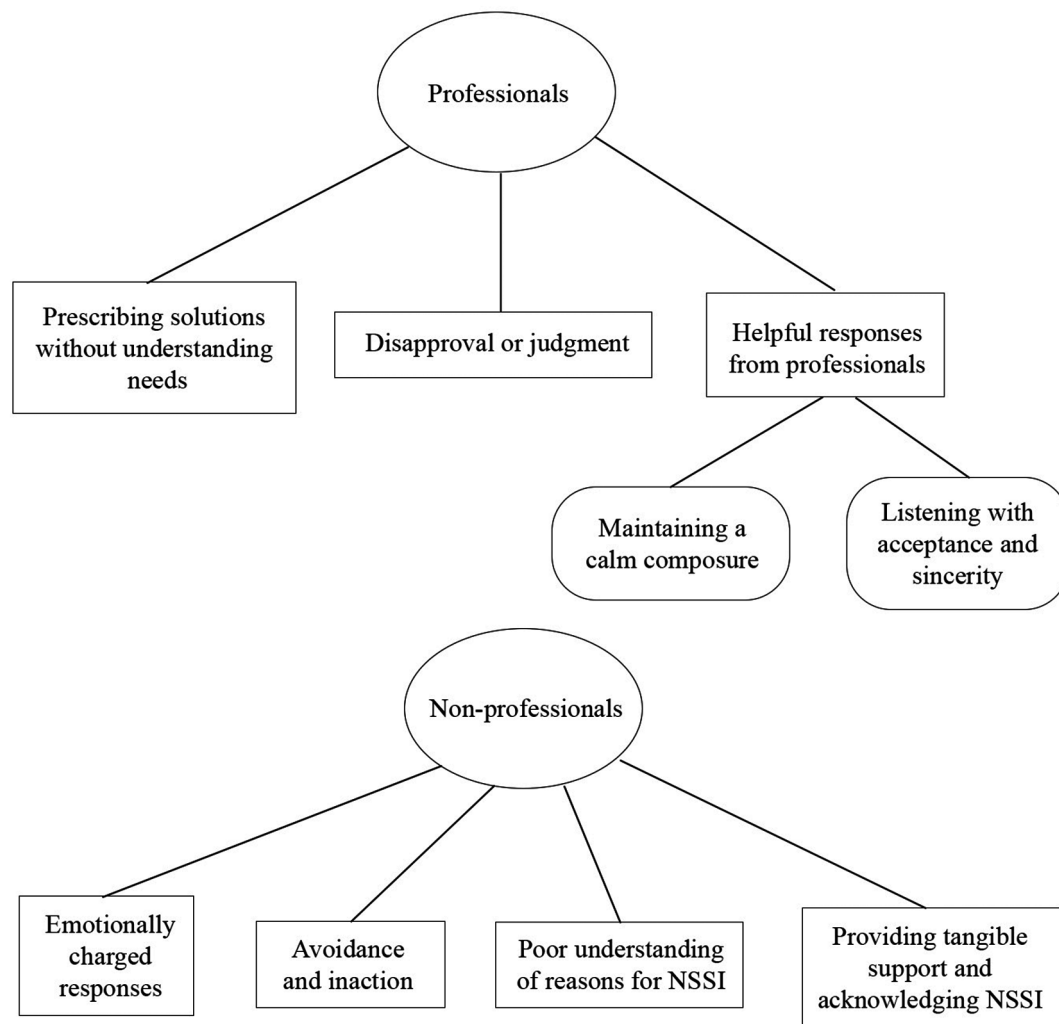 Professionals
Prescribing solutions
without understanding
needs
Disapproval or judgment
Helpful responses
from professionals
Maintaining a
calm composure
Listening with
acceptance and
sincerity
Non-professionals
Emotionally
charged
responses
Avoidance
and inaction
Poor understanding
of reasons for NSSI
Providing tangible
support and
acknowledging NSSI